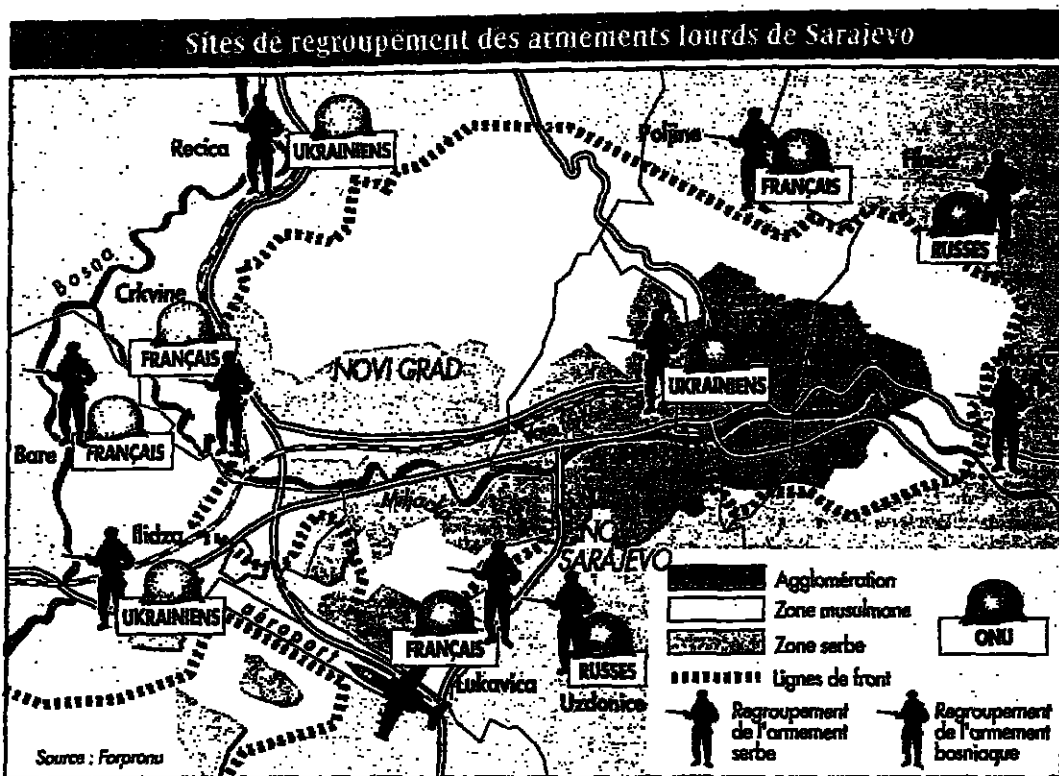 Sites de regroupement des armements lourds de Sarajevo
Recica
UKRAINIENS
Poljine
FRANÇAIS
RUSSES
Bosna
Crkvine
FRANÇAIS
NOVI GRAD
UKRAINIENS
Bare
FRANÇAIS
Ilidza
UKRAINIENS
SARAJEVO
aéroport
FRANÇAIS
Lukavica
RUSSES
Uzdonice
Agglomération
Zone musulmane
Zone serbe
Lignes de front
ONU
Regroupement
de l'armement
serbe
Regroupement
de l'armement
bosniaque
Source : Forpronu